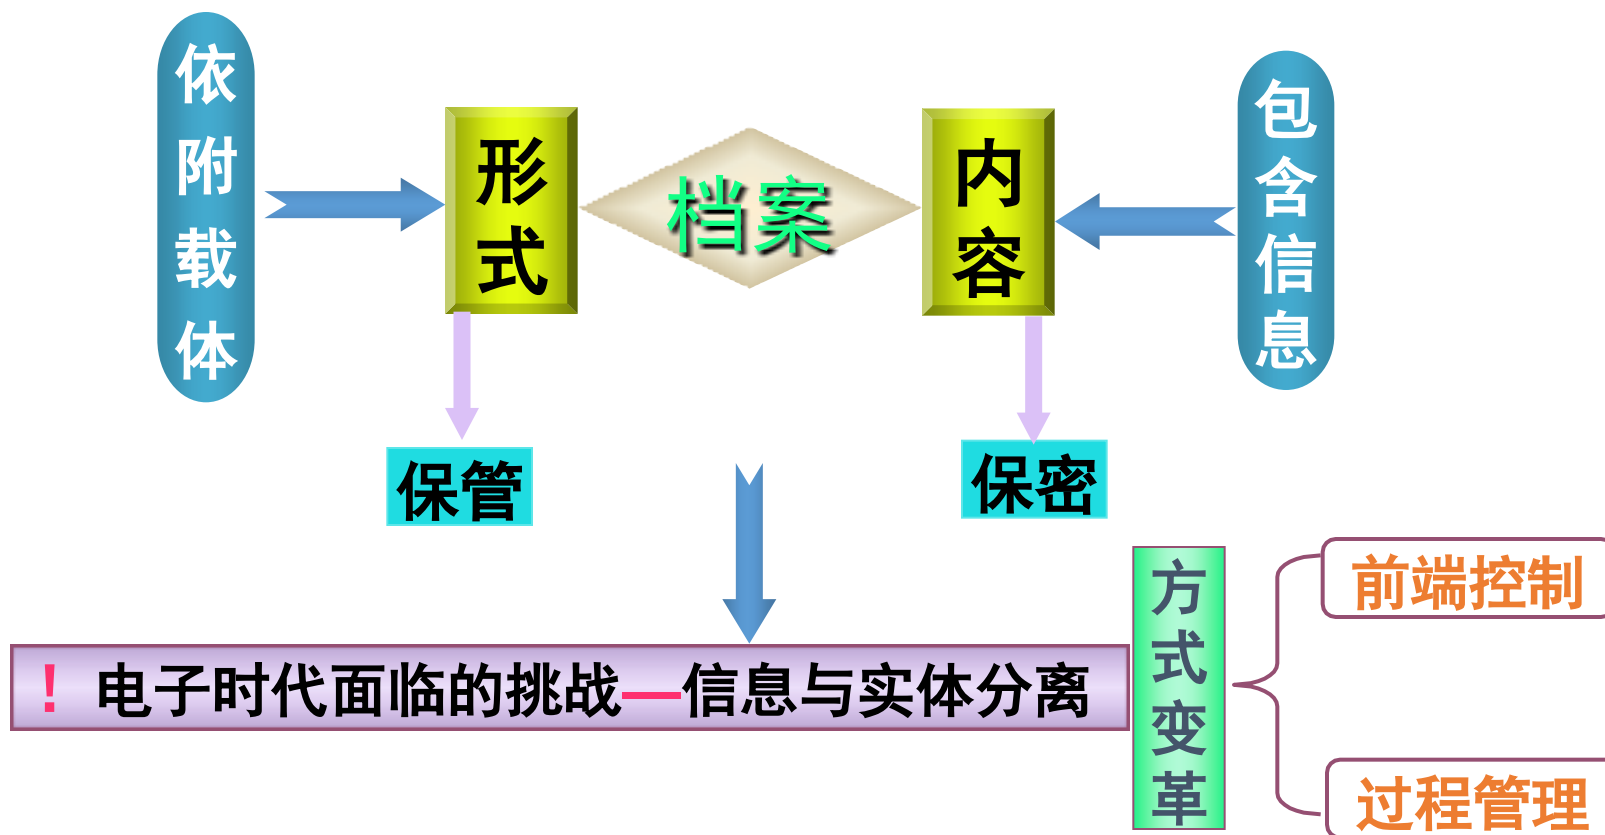 依附载体
形式
档案
内容
包含信息
保管
保密
！电子时代面临的挑战—信息与实体分离
方式变革
前端控制
过程管理